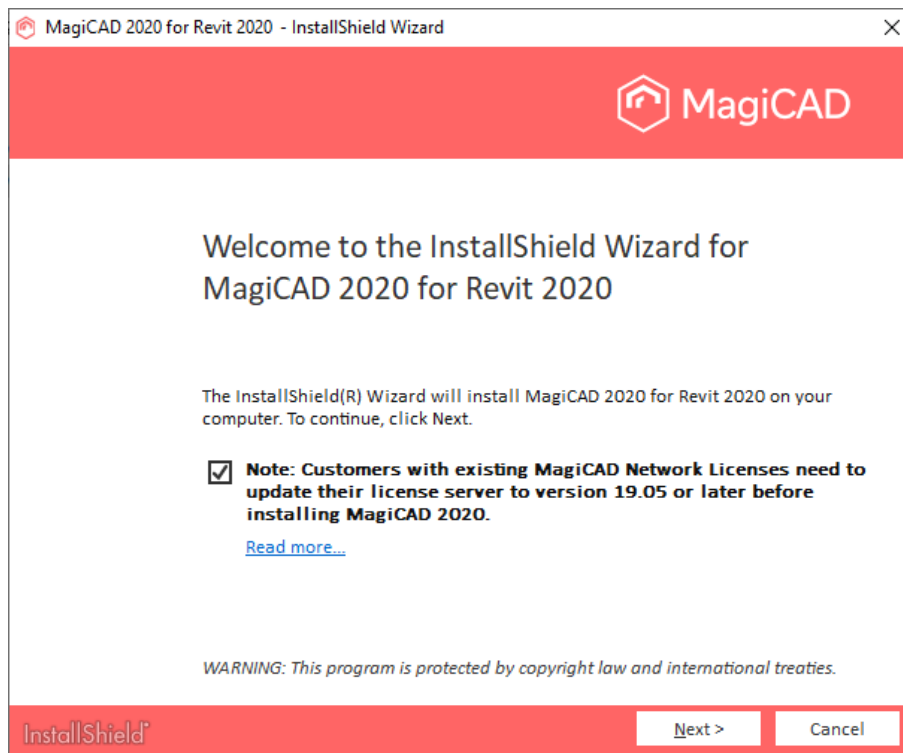 MagiCAD 2020 for Revit 2020 - InstallShield Wizard
MagiCAD
Welcome to the InstallShield Wizard for
MagiCAD 2020 for Revit 2020
The InstallShield(R) Wizard will install MagiCAD 2020 for Revit 2020 on your
computer. To continue, click Next.
Note: Customers with existing MagiCAD Network Licenses need to
update their license server to version 19.05 or later before
installing MagiCAD 2020.
Read more...
WARNING: This program is protected by copyright law and international treaties.
InstallShield
Next >
Cancel